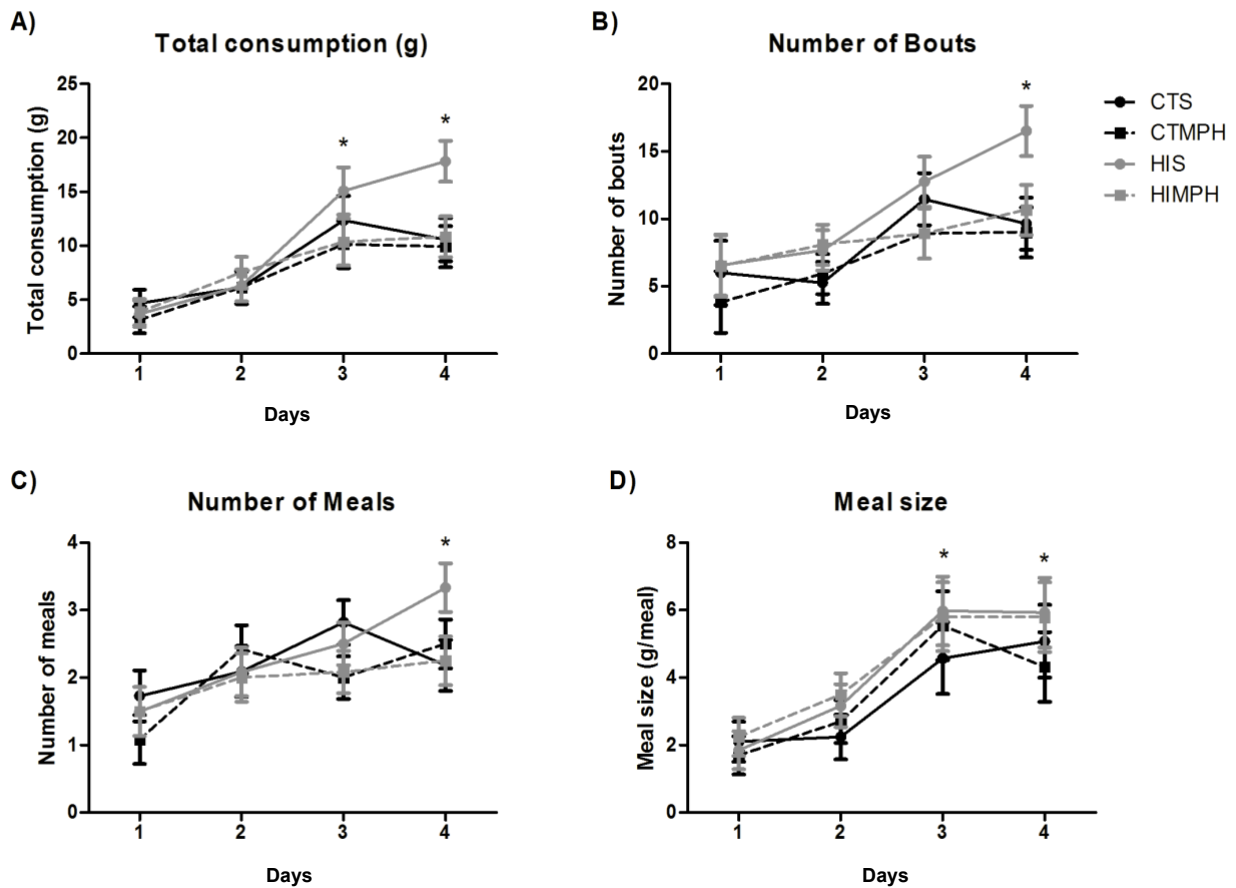 A)
Total consumption (g)
Total consumption (g)
25
20
15
10
5
0
*
*
1 2 3 4
Days
B)
Number of Bouts
Number of bouts
20
15
10
5
0
*
1 2 3 4
Days
CTS
CTMPH
HIS
HIMPH
C)
Number of Meals
Number of meals
4
3
2
1
0
*
1 2 3 4
Days
D)
Meal size
Meal size (g/meal)
8
6
4
2
0
*
*
1 2 3 4
Days